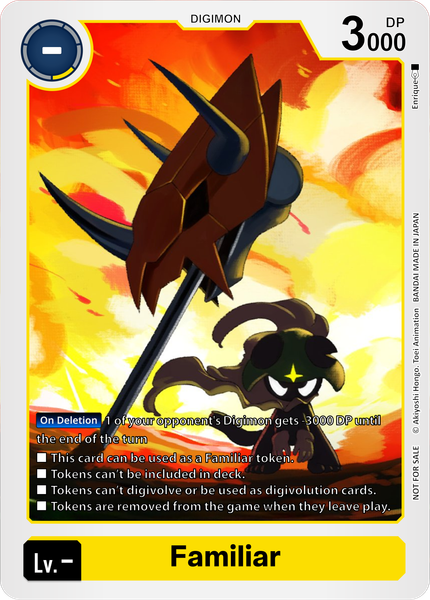 DIGIMON
DP
3000
-
On Deletion 1 of your opponent's Digimon gets -3000 DP until
the end of the turn
■ This card can be used as a Familiar token.
■ Tokens can't be included in deck.
■ Tokens can't digivolve or be used as digivolution cards.
■ Tokens are removed from the game when they leave play.
Lv.-
Familiar
Enrique
© Akiyoshi Hongo. Toei Animation BANDAI MADE IN JAPAN
NOT FOR SALE